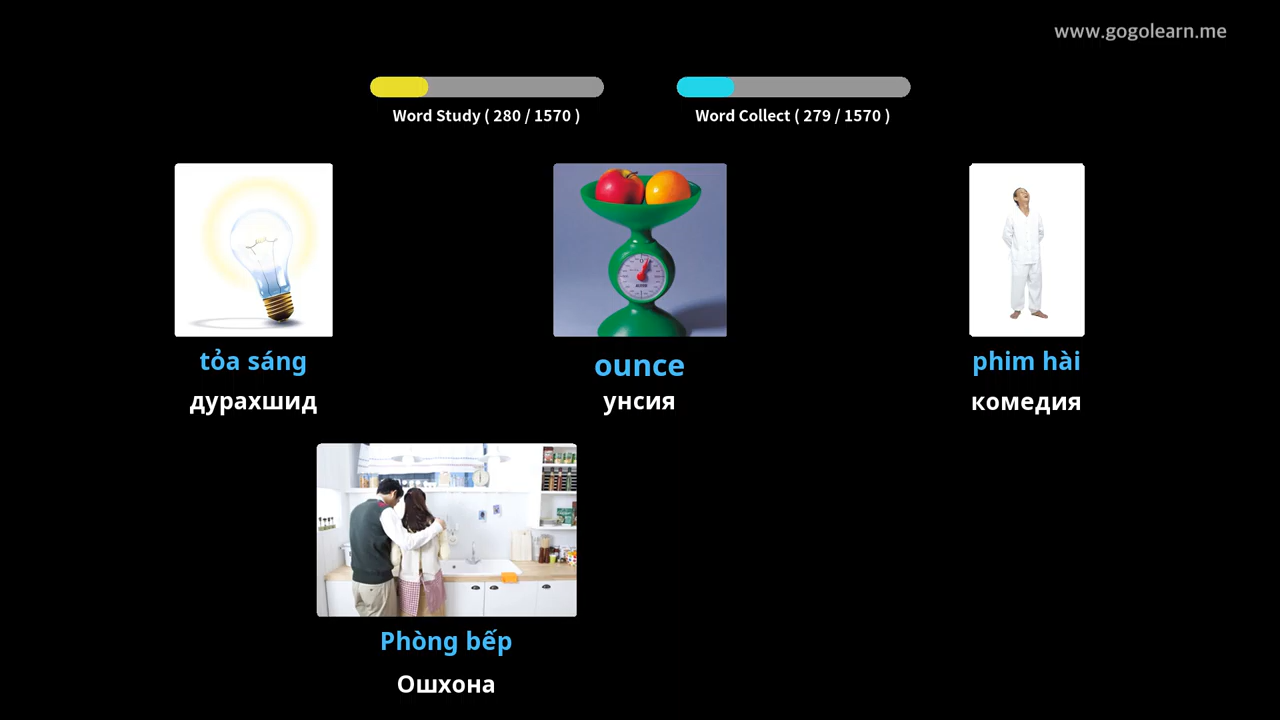 www.gogolearn.me
Word Study ( 280 / 1570 )
Word Collect ( 279 / 1570 )
tỏa sáng
дурахшид
ounce
унсия
phim hài
комедия
Phòng bếp
Ошхона